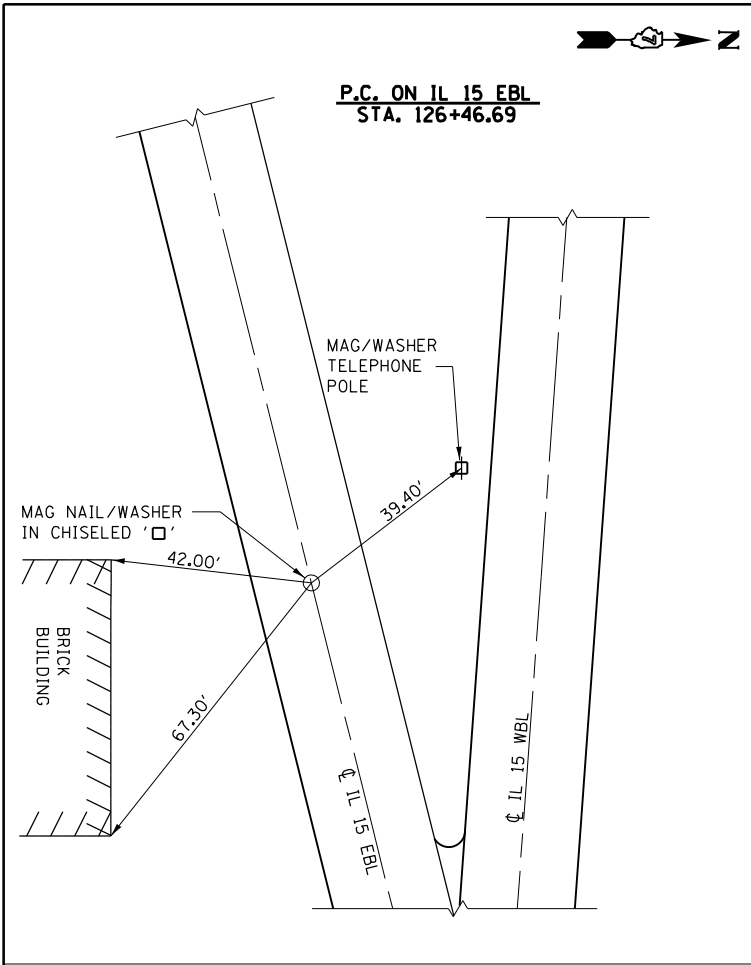 N
P.C. ON IL 15 EBL
STA. 126+46.69
MAG/WASHER
TELEPHONE
POLE
39.40'
MAG NAIL/WASHER
IN CHISELED '□'
42.00'
BRICK
BUILDING
67.30'
℄ IL 15 EBL
℄ IL 15 WBL